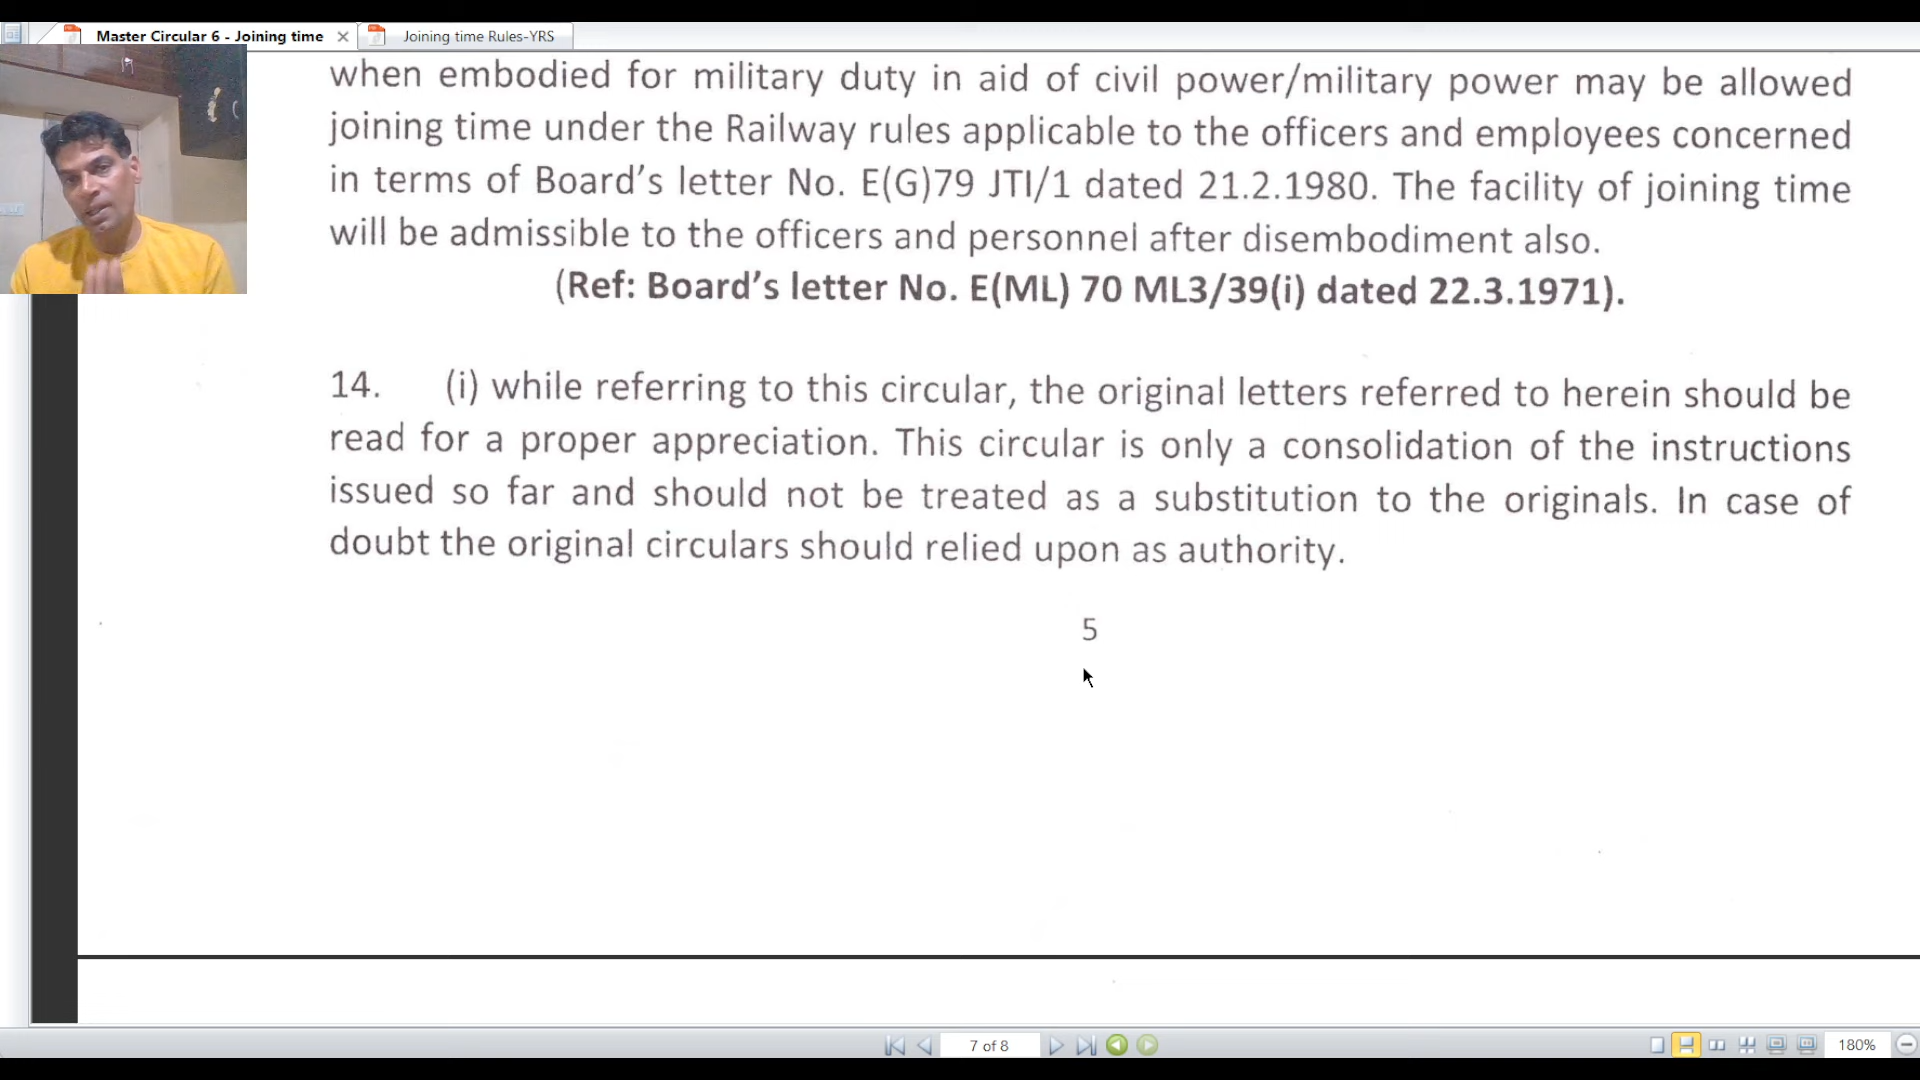 Master Circular 6 - Joining time
Joining time Rules-YRS
when embodied for military duty in aid of civil power/military power may be allowed
joining time under the Railway rules applicable to the officers and employees concerned
in terms of Board's letter No. E(G)79 JTI/1 dated 21.2.1980. The facility of joining time
will be admissible to the officers and personnel after disembodiment also.
(Ref: Board's letter No. E(ML) 70 ML3/39(i) dated 22.3.1971).
14. (i) while referring to this circular, the original letters referred to herein should be
read for a proper appreciation. This circular is only a consolidation of the instructions
issued so far and should not be treated as a substitution to the originals. In case of
doubt the original circulars should relied upon as authority.
5
7 of 8
180%